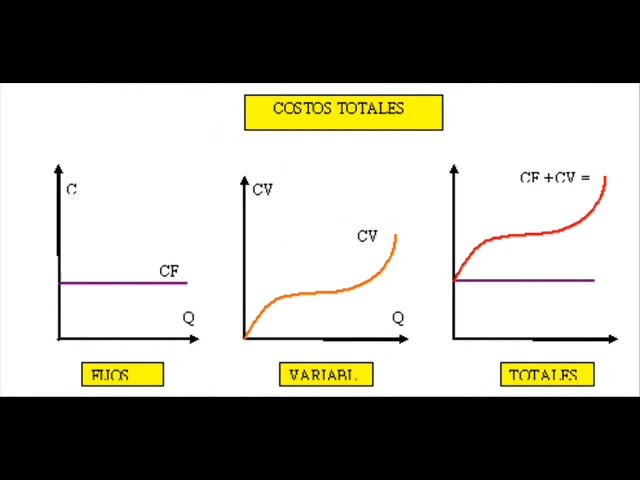 COSTOS TOTALES
C
CV
CF + CV =
CV
CF
Q
Q
FIJOS
VARIABL
TOTALES